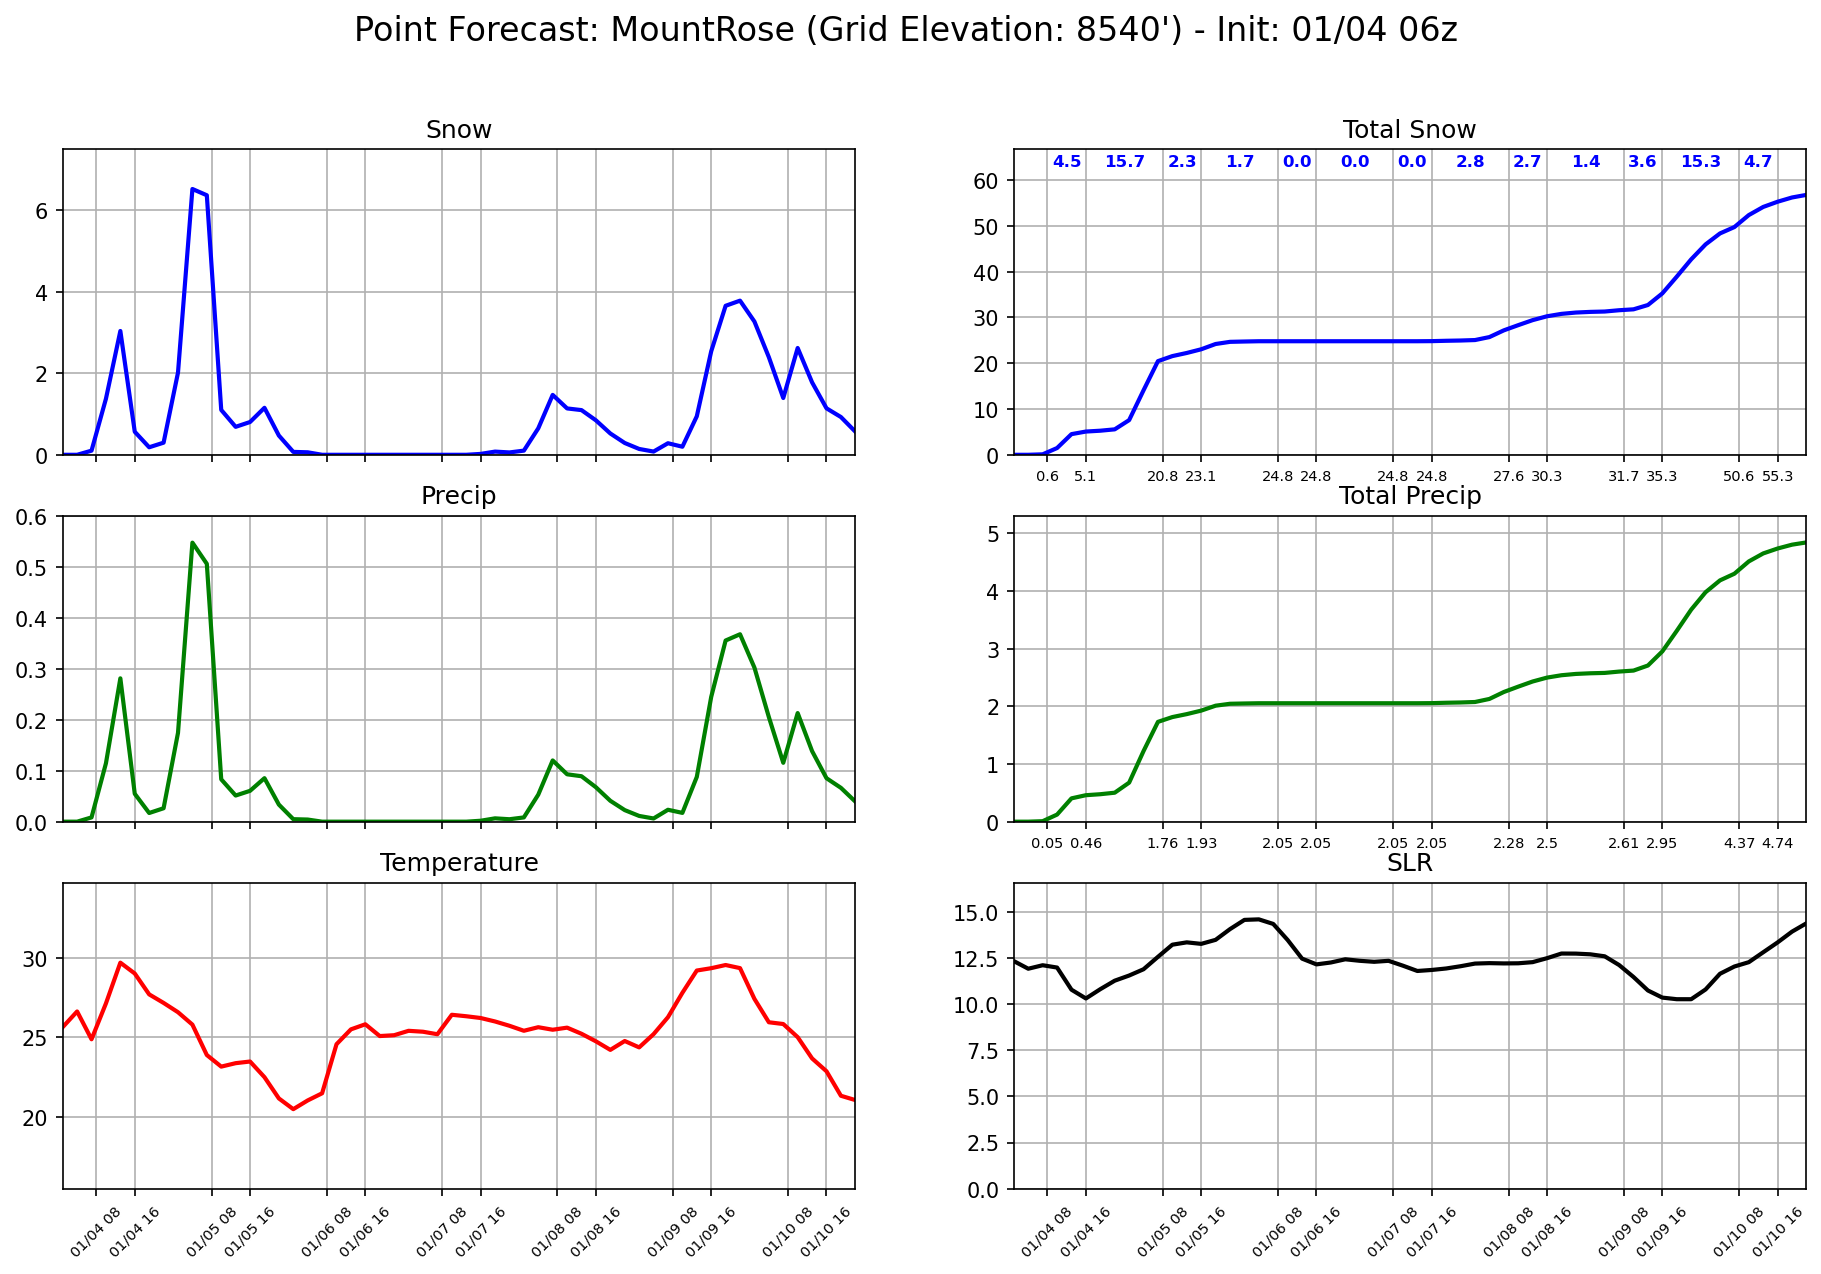 Point Forecast: MountRose (Grid Elevation: 8540') - Init: 01/04 06z
Snow
6
4
2
0
Total Snow
4.5 15.7 2.3 1.7 0.0 0.0 0.0 2.8 2.7 1.4 3.6 15.3 4.7
60
50
40
30
20
10
0
0.6 5.1 20.8 23.1 24.8 24.8 24.8 24.8 27.6 30.3 31.7 35.3 50.6 55.3
Precip
0.6
0.5
0.4
0.3
0.2
0.1
0.0
Total Precip
5
4
3
2
1
0
0.05 0.46 1.76 1.93 2.05 2.05 2.05 2.05 2.28 2.5 2.61 2.95 4.37 4.74
Temperature
30
25
20
01/04 08 01/04 16 01/05 08 01/05 16 01/06 08 01/06 16 01/07 08 01/07 16 01/08 08 01/08 16 01/09 08 01/09 16 01/10 08 01/10 16
SLR
15.0
12.5
10.0
7.5
5.0
2.5
0.0
01/04 08 01/04 16 01/05 08 01/05 16 01/06 08 01/06 16 01/07 08 01/07 16 01/08 08 01/08 16 01/09 08 01/09 16 01/10 08 01/10 16